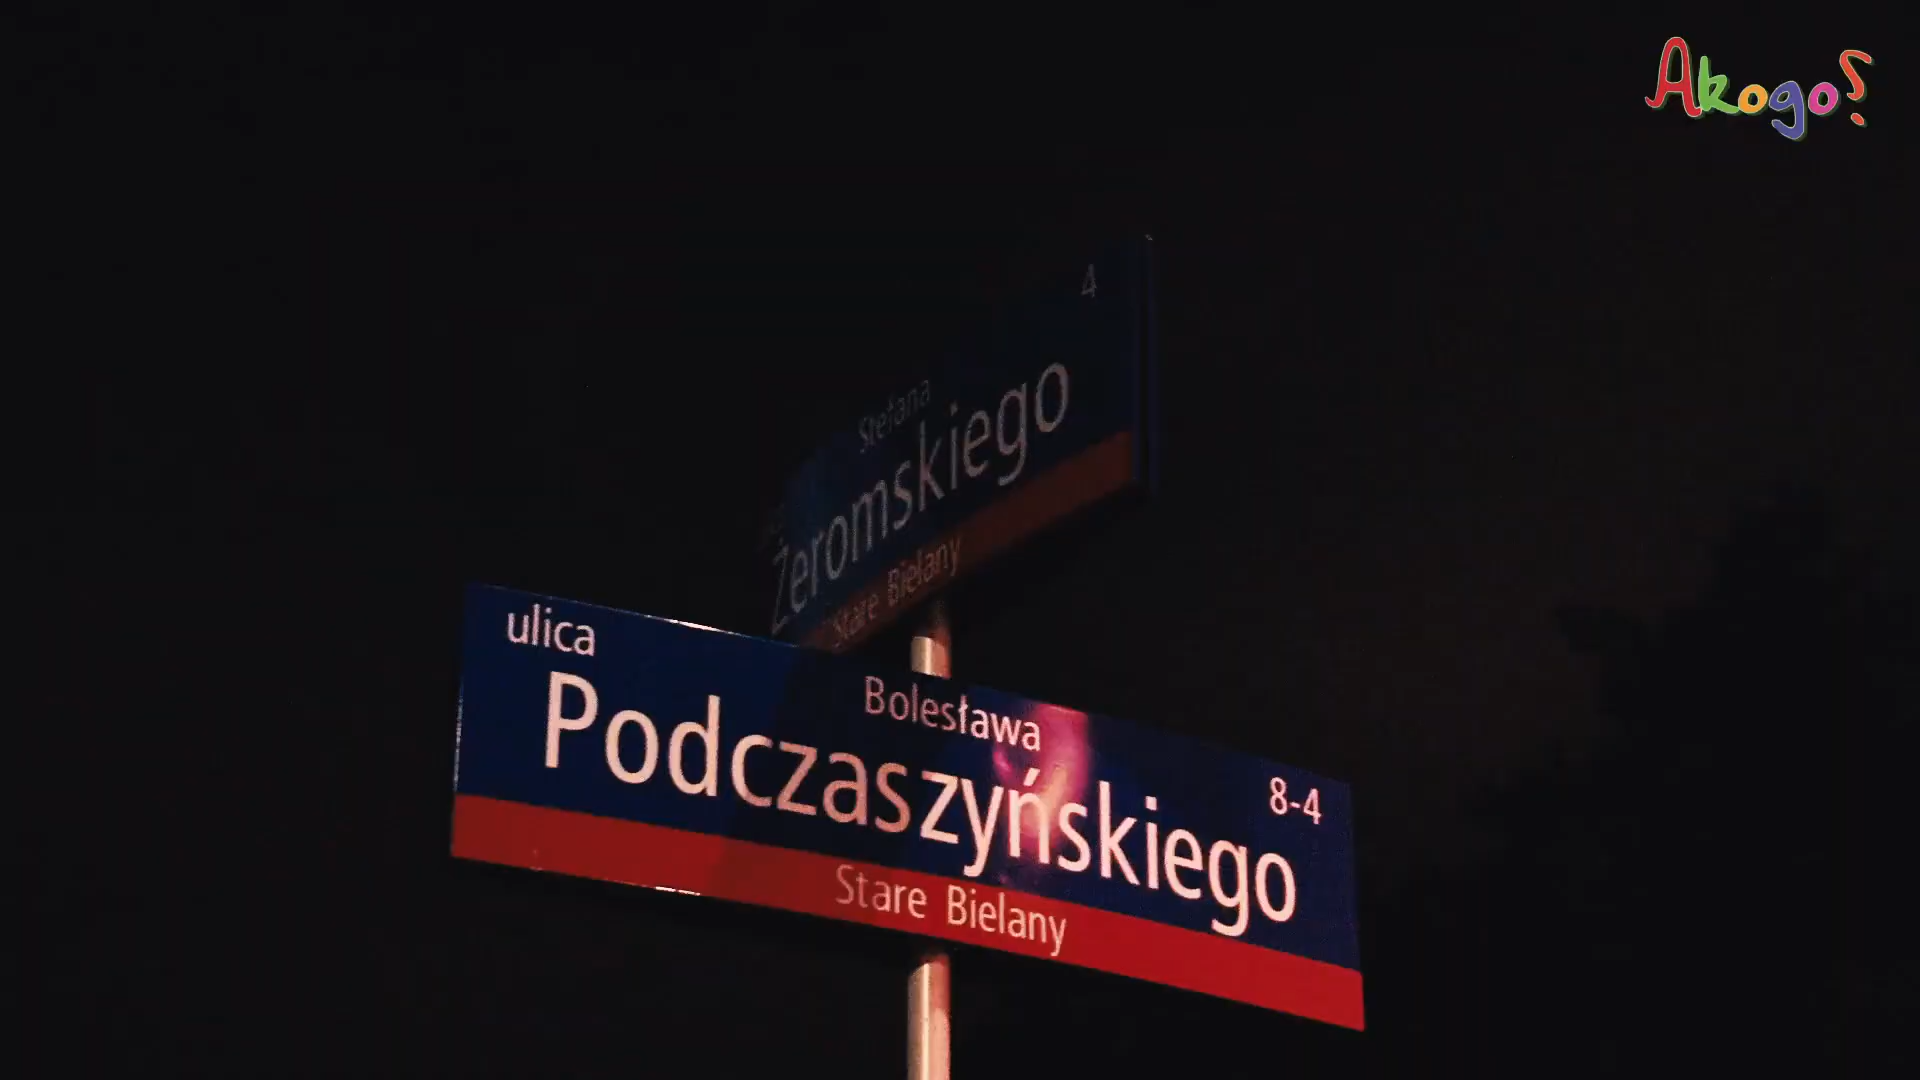 Akogo?
4
Stefana
Żeromskiego
Stare Bielany
ulica
Bolesława
Podczaszyńskiego
8-4
Stare Bielany